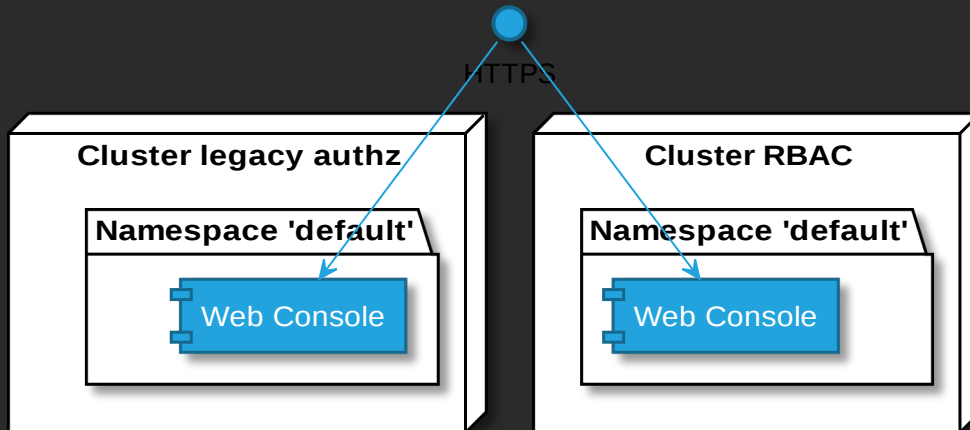 HTTPS
Cluster legacy authz
Cluster RBAC
Namespace 'default'
Namespace 'default'
Web Console
Web Console